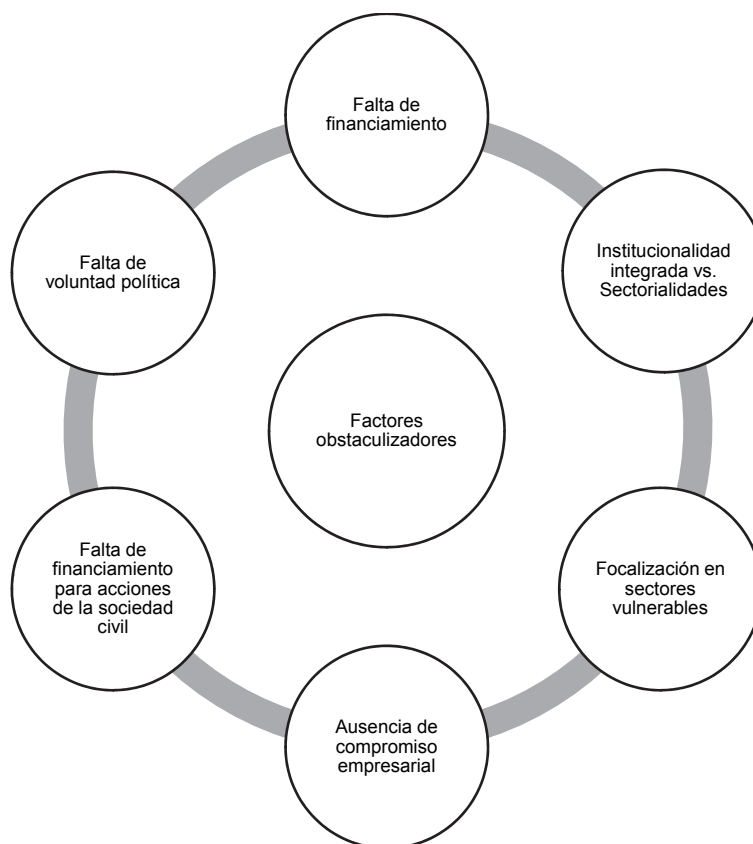 Falta de
financiamiento
Institucionalidad
integrada vs.
Sectorialidades
Focalización en
sectores
vulnerables
Ausencia de
compromiso
empresarial
Falta de
financiamiento
para acciones
de la sociedad
civil
Falta de
voluntad política
Factores
obstaculizadores